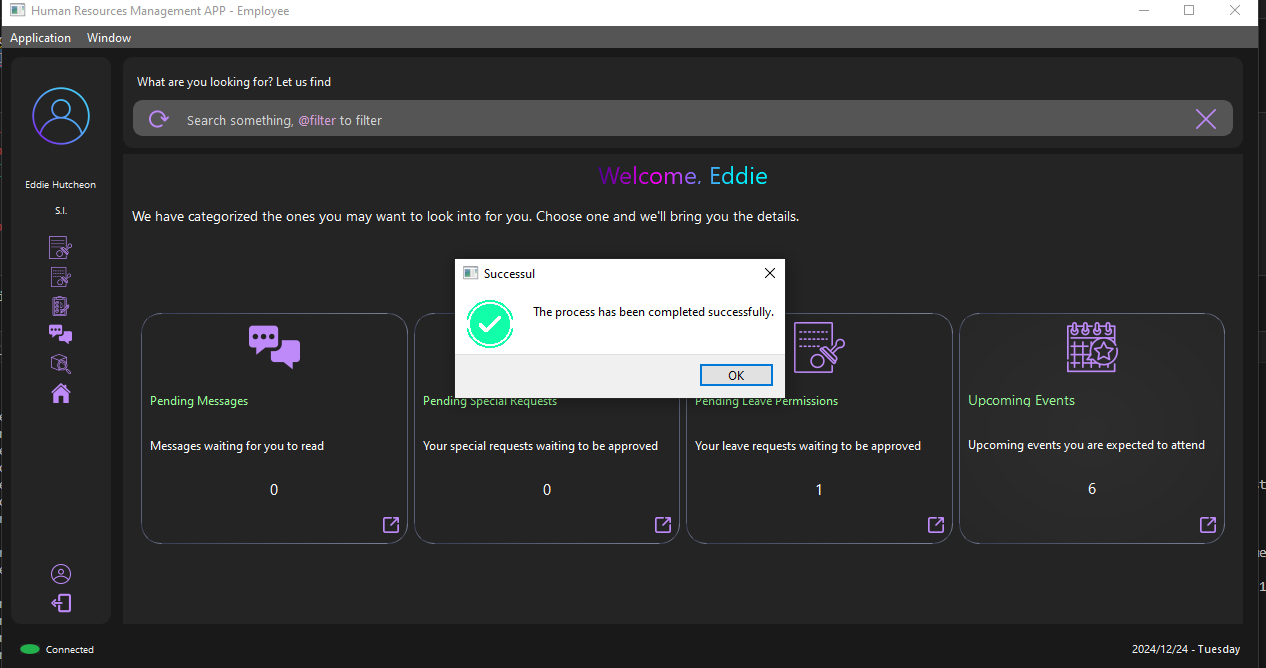 Human Resources Management APP - Employee
Application Window
What are you looking for? Let us find
Search something, @filter to filter
Eddie Hutcheon
S.I.
Welcome, Eddie
We have categorized the ones you may want to look into for you. Choose one and we'll bring you the details.
Successul
The process has been completed successfully.
OK
Pending Messages
Messages waiting for you to read
0
Pending Special Requests
Your special requests waiting to be approved
0
Pending Leave Permissions
Your leave requests waiting to be approved
1
Upcoming Events
Upcoming events you are expected to attend
6
Connected
2024/12/24 - Tuesday